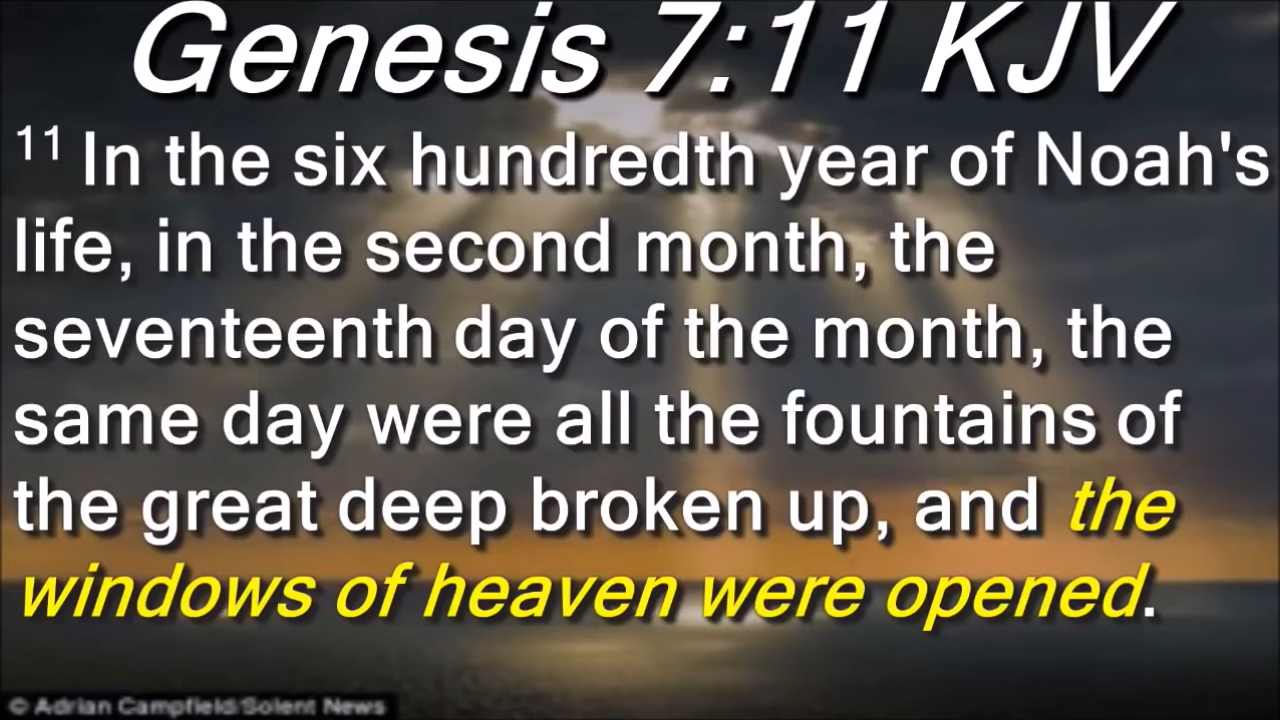 Genesis 7:11 KJV
11 In the six hundredth year of Noah's
life, in the second month, the
seventeenth day of the month, the
same day were all the fountains of
the great deep broken up, and the
windows of heaven were opened.
© Adrian Campfield/Solent News